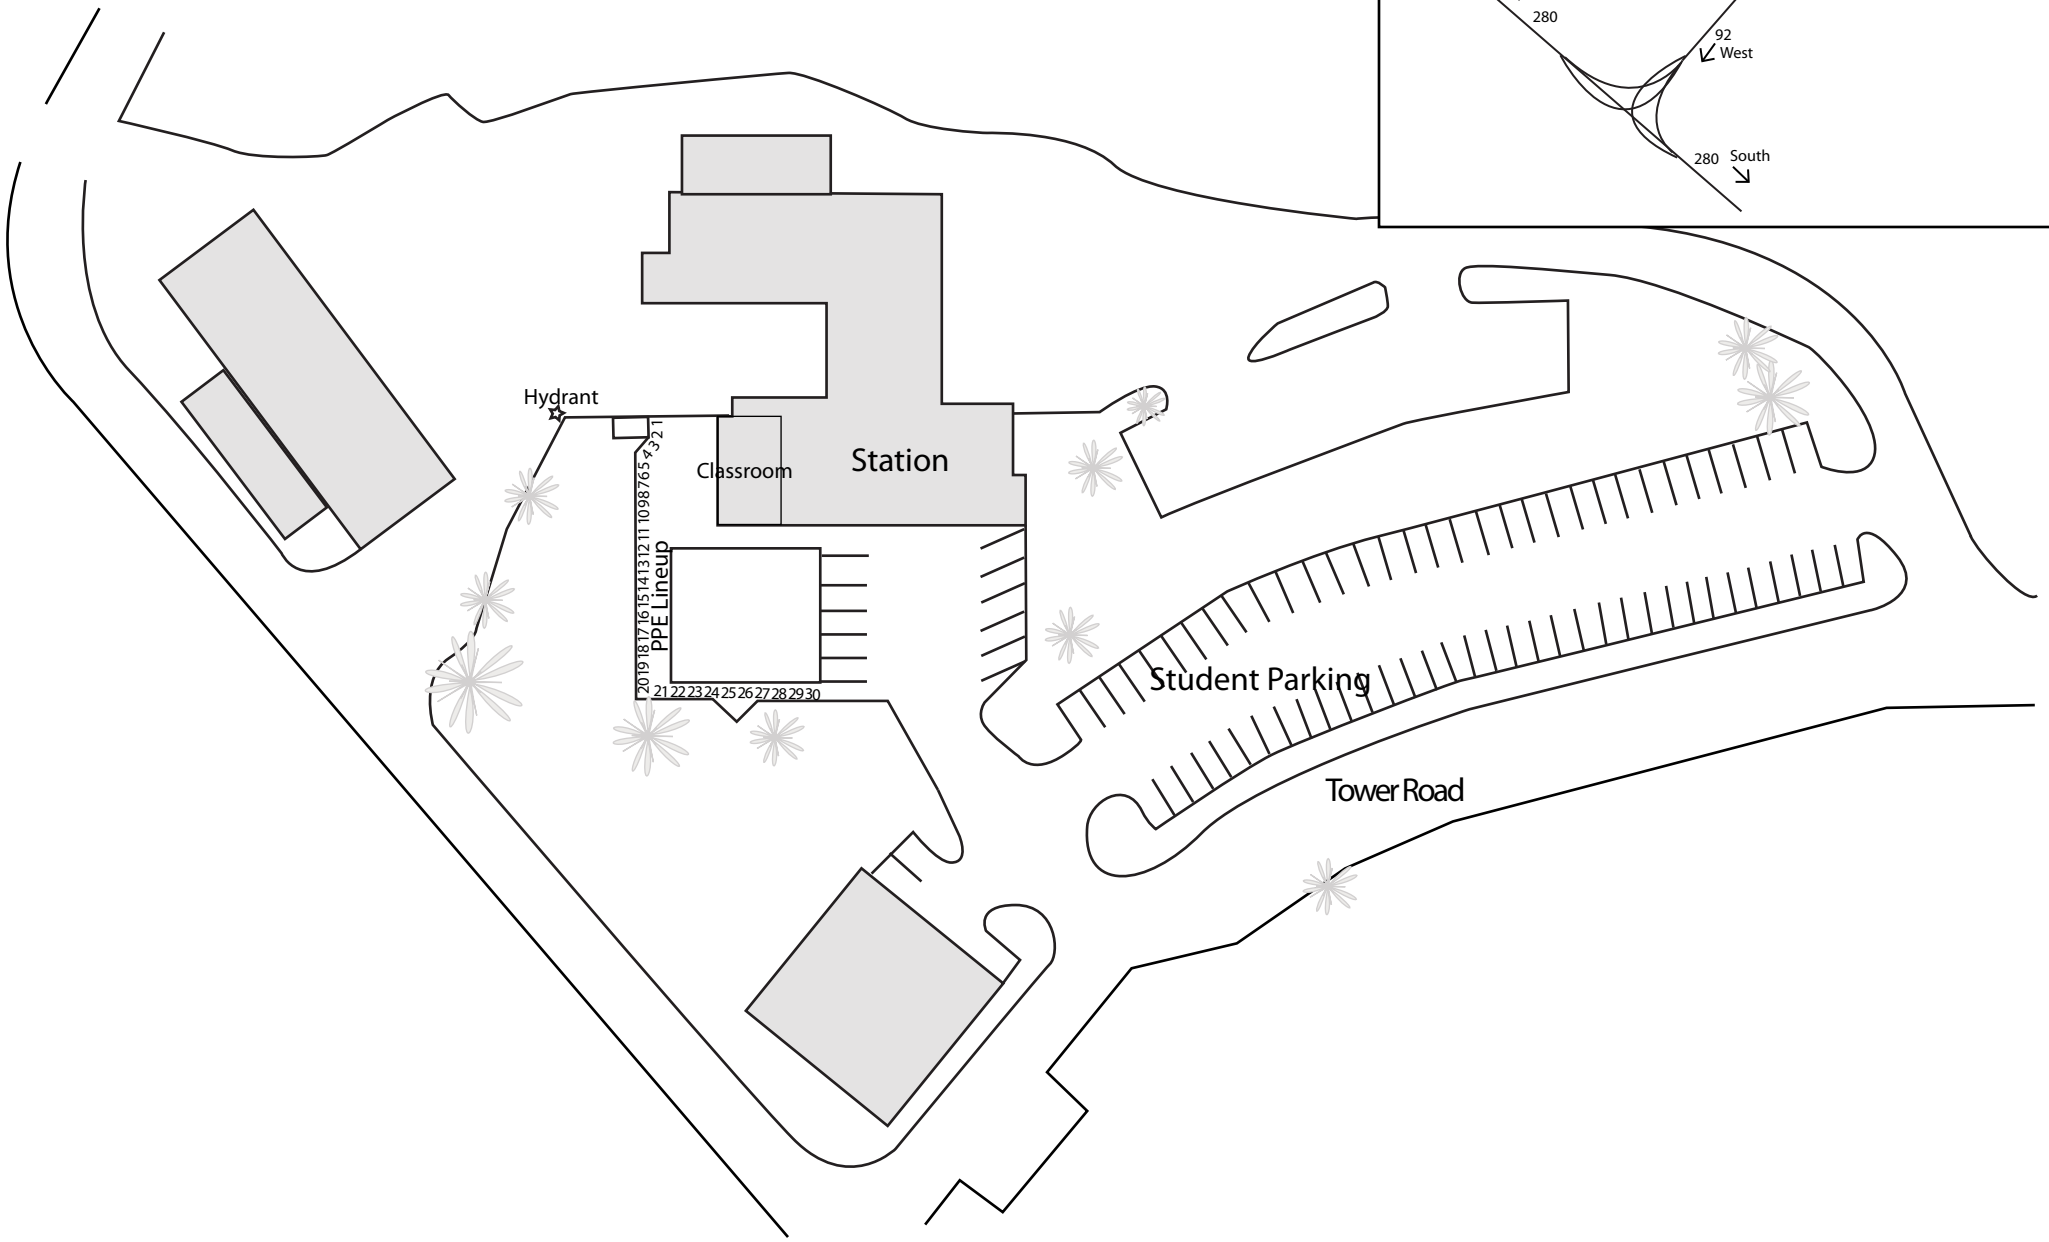 280
92
West
280 South
Hydrant
Classroom
Station
1 2 3 4 5 6 7 8 9 10 11 12 13 14 15 16 17 18 19 20
PPE Lineup
21 22 23 24 25 26 27 28 29 30
Student Parking
Tower Road